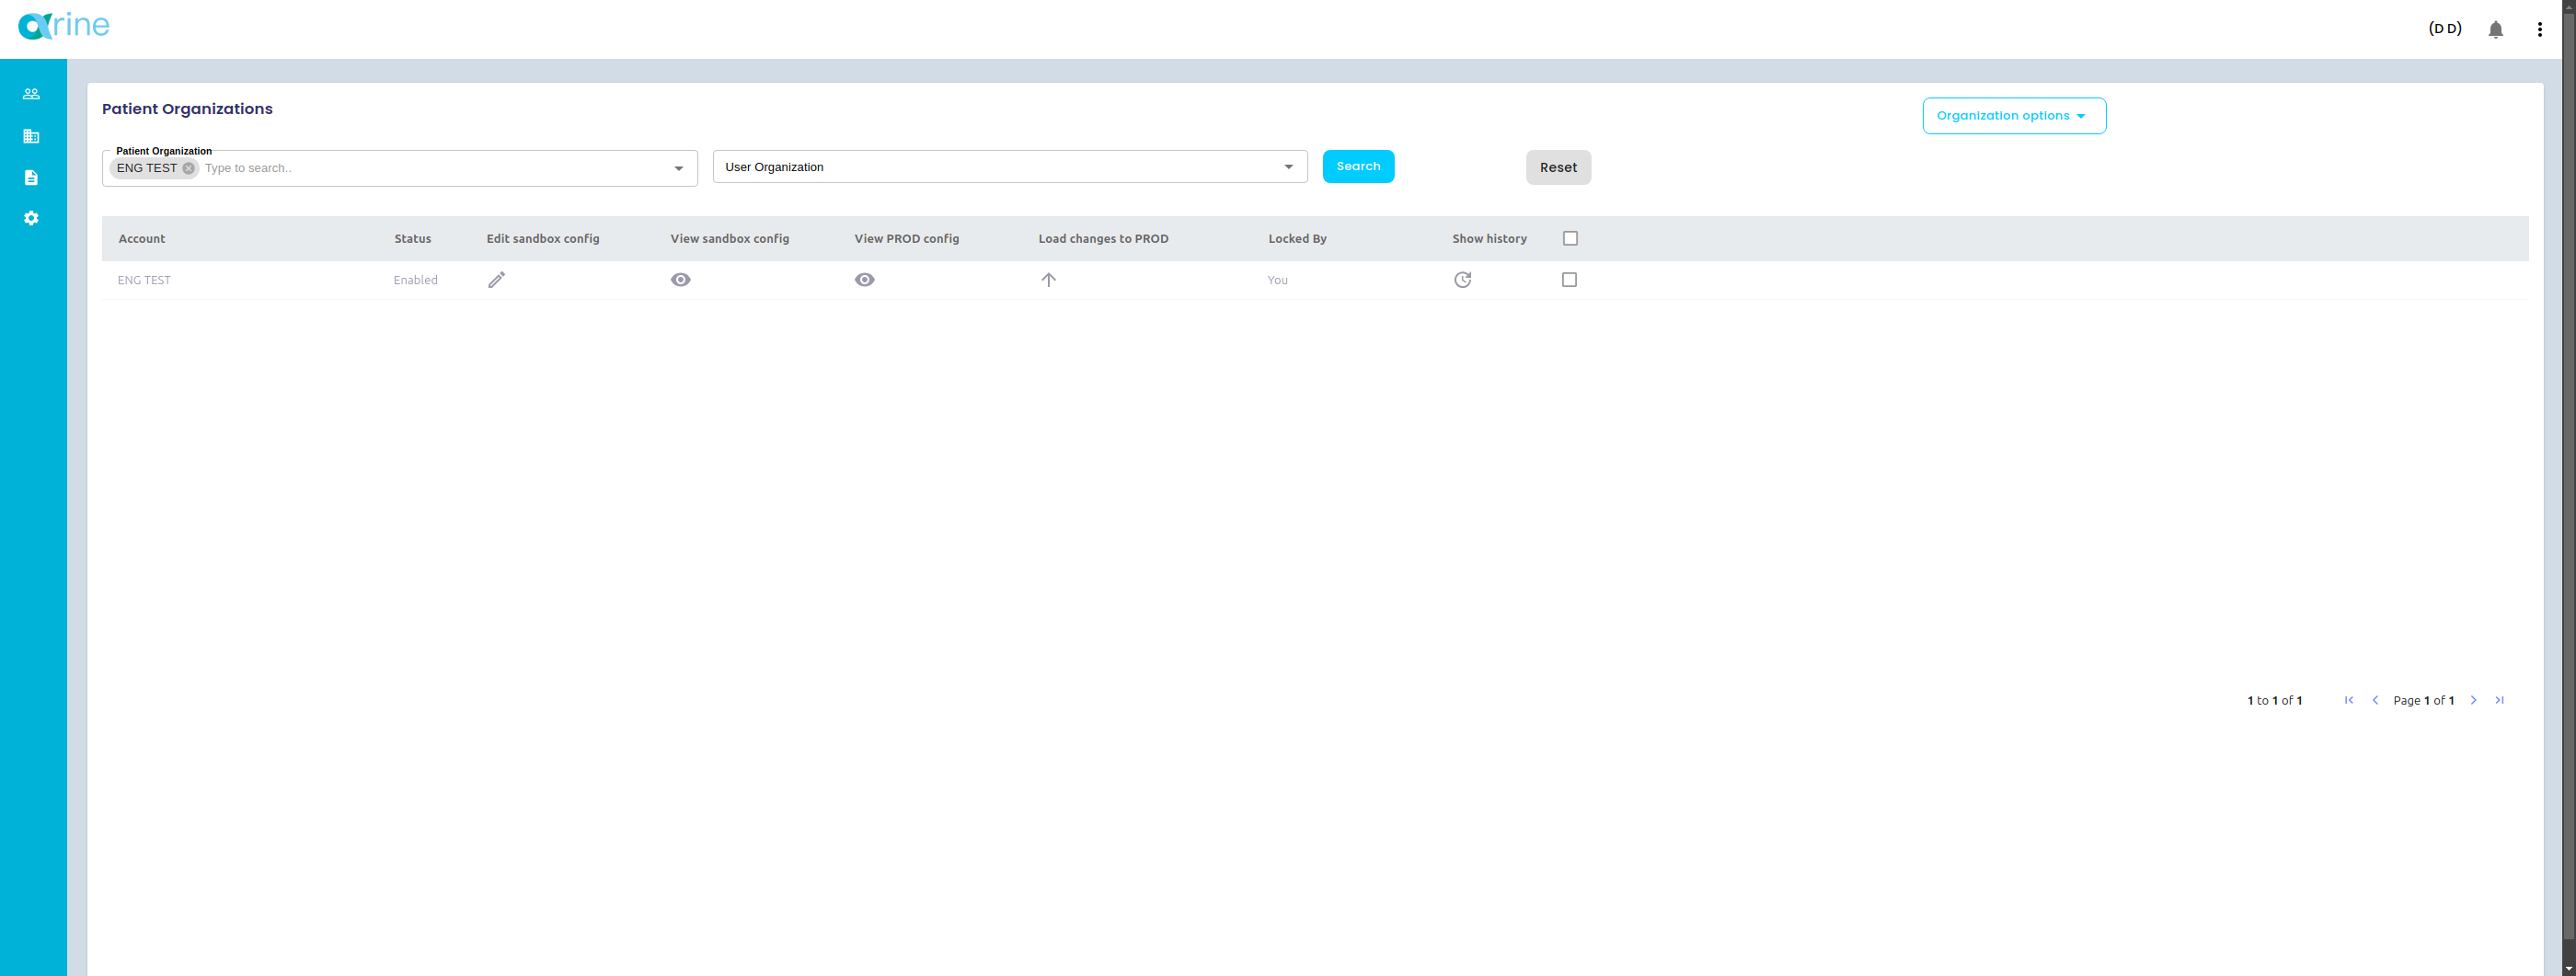 arine
(D D)
Patient Organizations
Organization options
Patient Organization
ENG TEST Type to search..
User Organization
Search
Reset
Account Status Edit sandbox config View sandbox config View PROD config Load changes to PROD Locked By Show history
ENG TEST Enabled You
1 to 1 of 1 Page 1 of 1